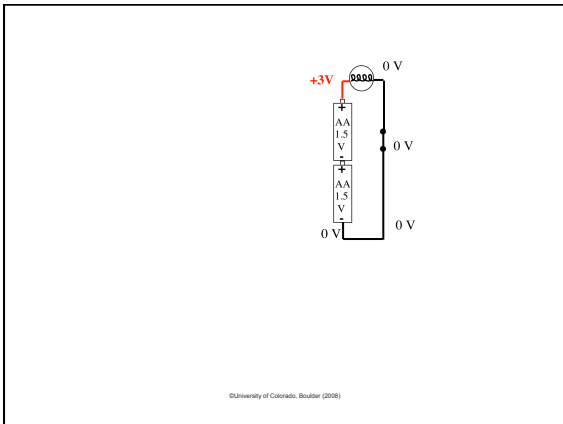 0 V
+3V
+
AA
1.5
V
-
0 V
+
AA
1.5
V
-
0 V
0 V
©University of Colorado, Boulder (2008)